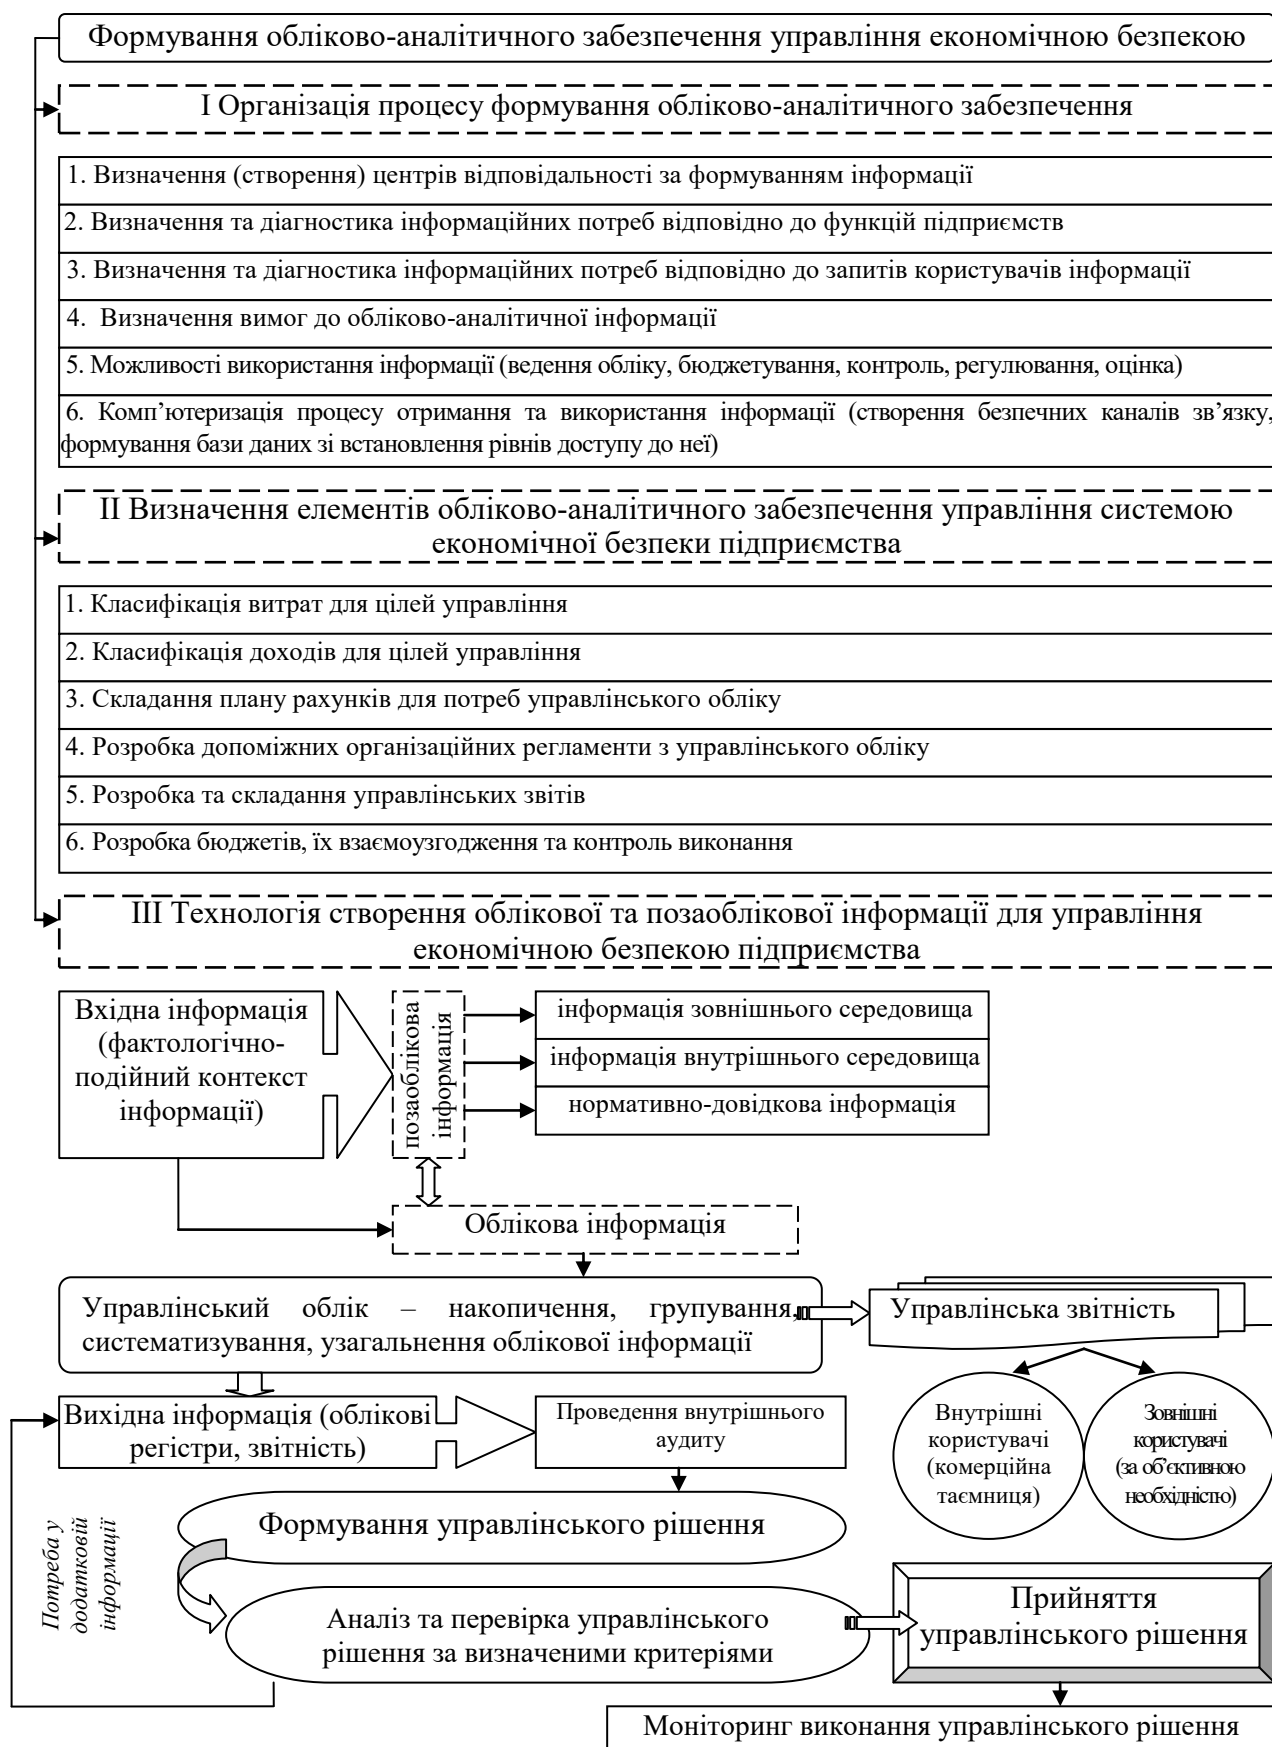 Формування обліково-аналітичного забезпечення управління економічною безпекою
І Організація процесу формування обліково-аналітичного забезпечення
1. Визначення (створення) центрів відповідальності за формуванням інформації
2. Визначення та діагностика інформаційних потреб відповідно до функцій підприємств
3. Визначення та діагностика інформаційних потреб відповідно до запитів користувачів інформації
4. Визначення вимог до обліково-аналітичної інформації
5. Можливості використання інформації (ведення обліку, бюджетування, контроль, регулювання, оцінка)
6. Комп’ютеризація процесу отримання та використання інформації (створення безпечних каналів зв’язку,
формування бази даних зі встановлення рівнів доступу до неї)
ІІ Визначення елементів обліково-аналітичного забезпечення управління системою
економічної безпеки підприємства
1. Класифікація витрат для цілей управління
2. Класифікація доходів для цілей управління
3. Складання плану рахунків для потреб управлінського обліку
4. Розробка допоміжних організаційних регламенти з управлінського обліку
5. Розробка та складання управлінських звітів
6. Розробка бюджетів, їх взаємоузгодження та контроль виконання
ІІІ Технологія створення облікової та позаоблікової інформації для управління
економічною безпекою підприємства
Вхідна інформація
(фактологічно-
подійний контекст
інформації)
позаоблікова
інформація
інформація зовнішнього середовища
інформація внутрішнього середовища
нормативно-довідкова інформація
Облікова інформація
Управлінський облік – накопичення, групування,
систематизування, узагальнення облікової інформації
Управлінська звітність
Вихідна інформація (облікові
регістри, звітність)
Проведення внутрішнього
аудиту
Внутрішні
користувачі
(комерційна
таємниця)
Зовнішні
користувачі
(за об’єктивною
необхідністю)
Формування управлінського рішення
Потреба у
додатковій
інформації
Аналіз та перевірка управлінського
рішення за визначеними критеріями
Прийняття
управлінського рішення
Моніторинг виконання управлінського рішення